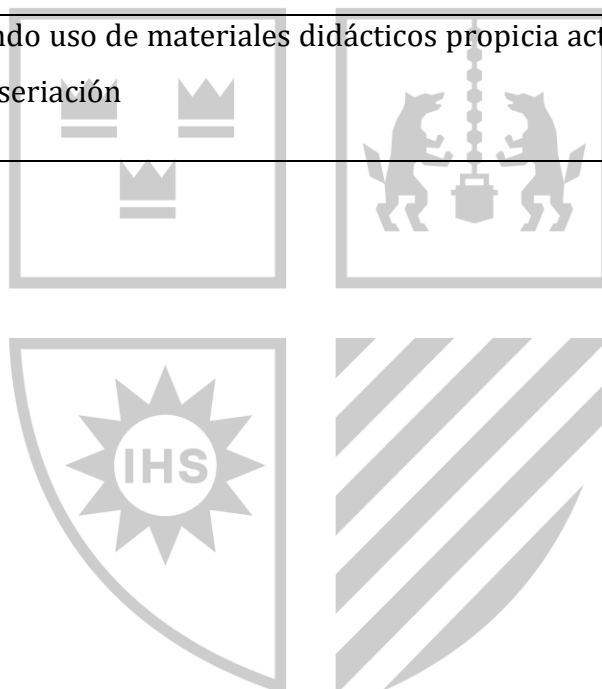 ndo uso de materiales didácticos propicia act
seriación
IHS